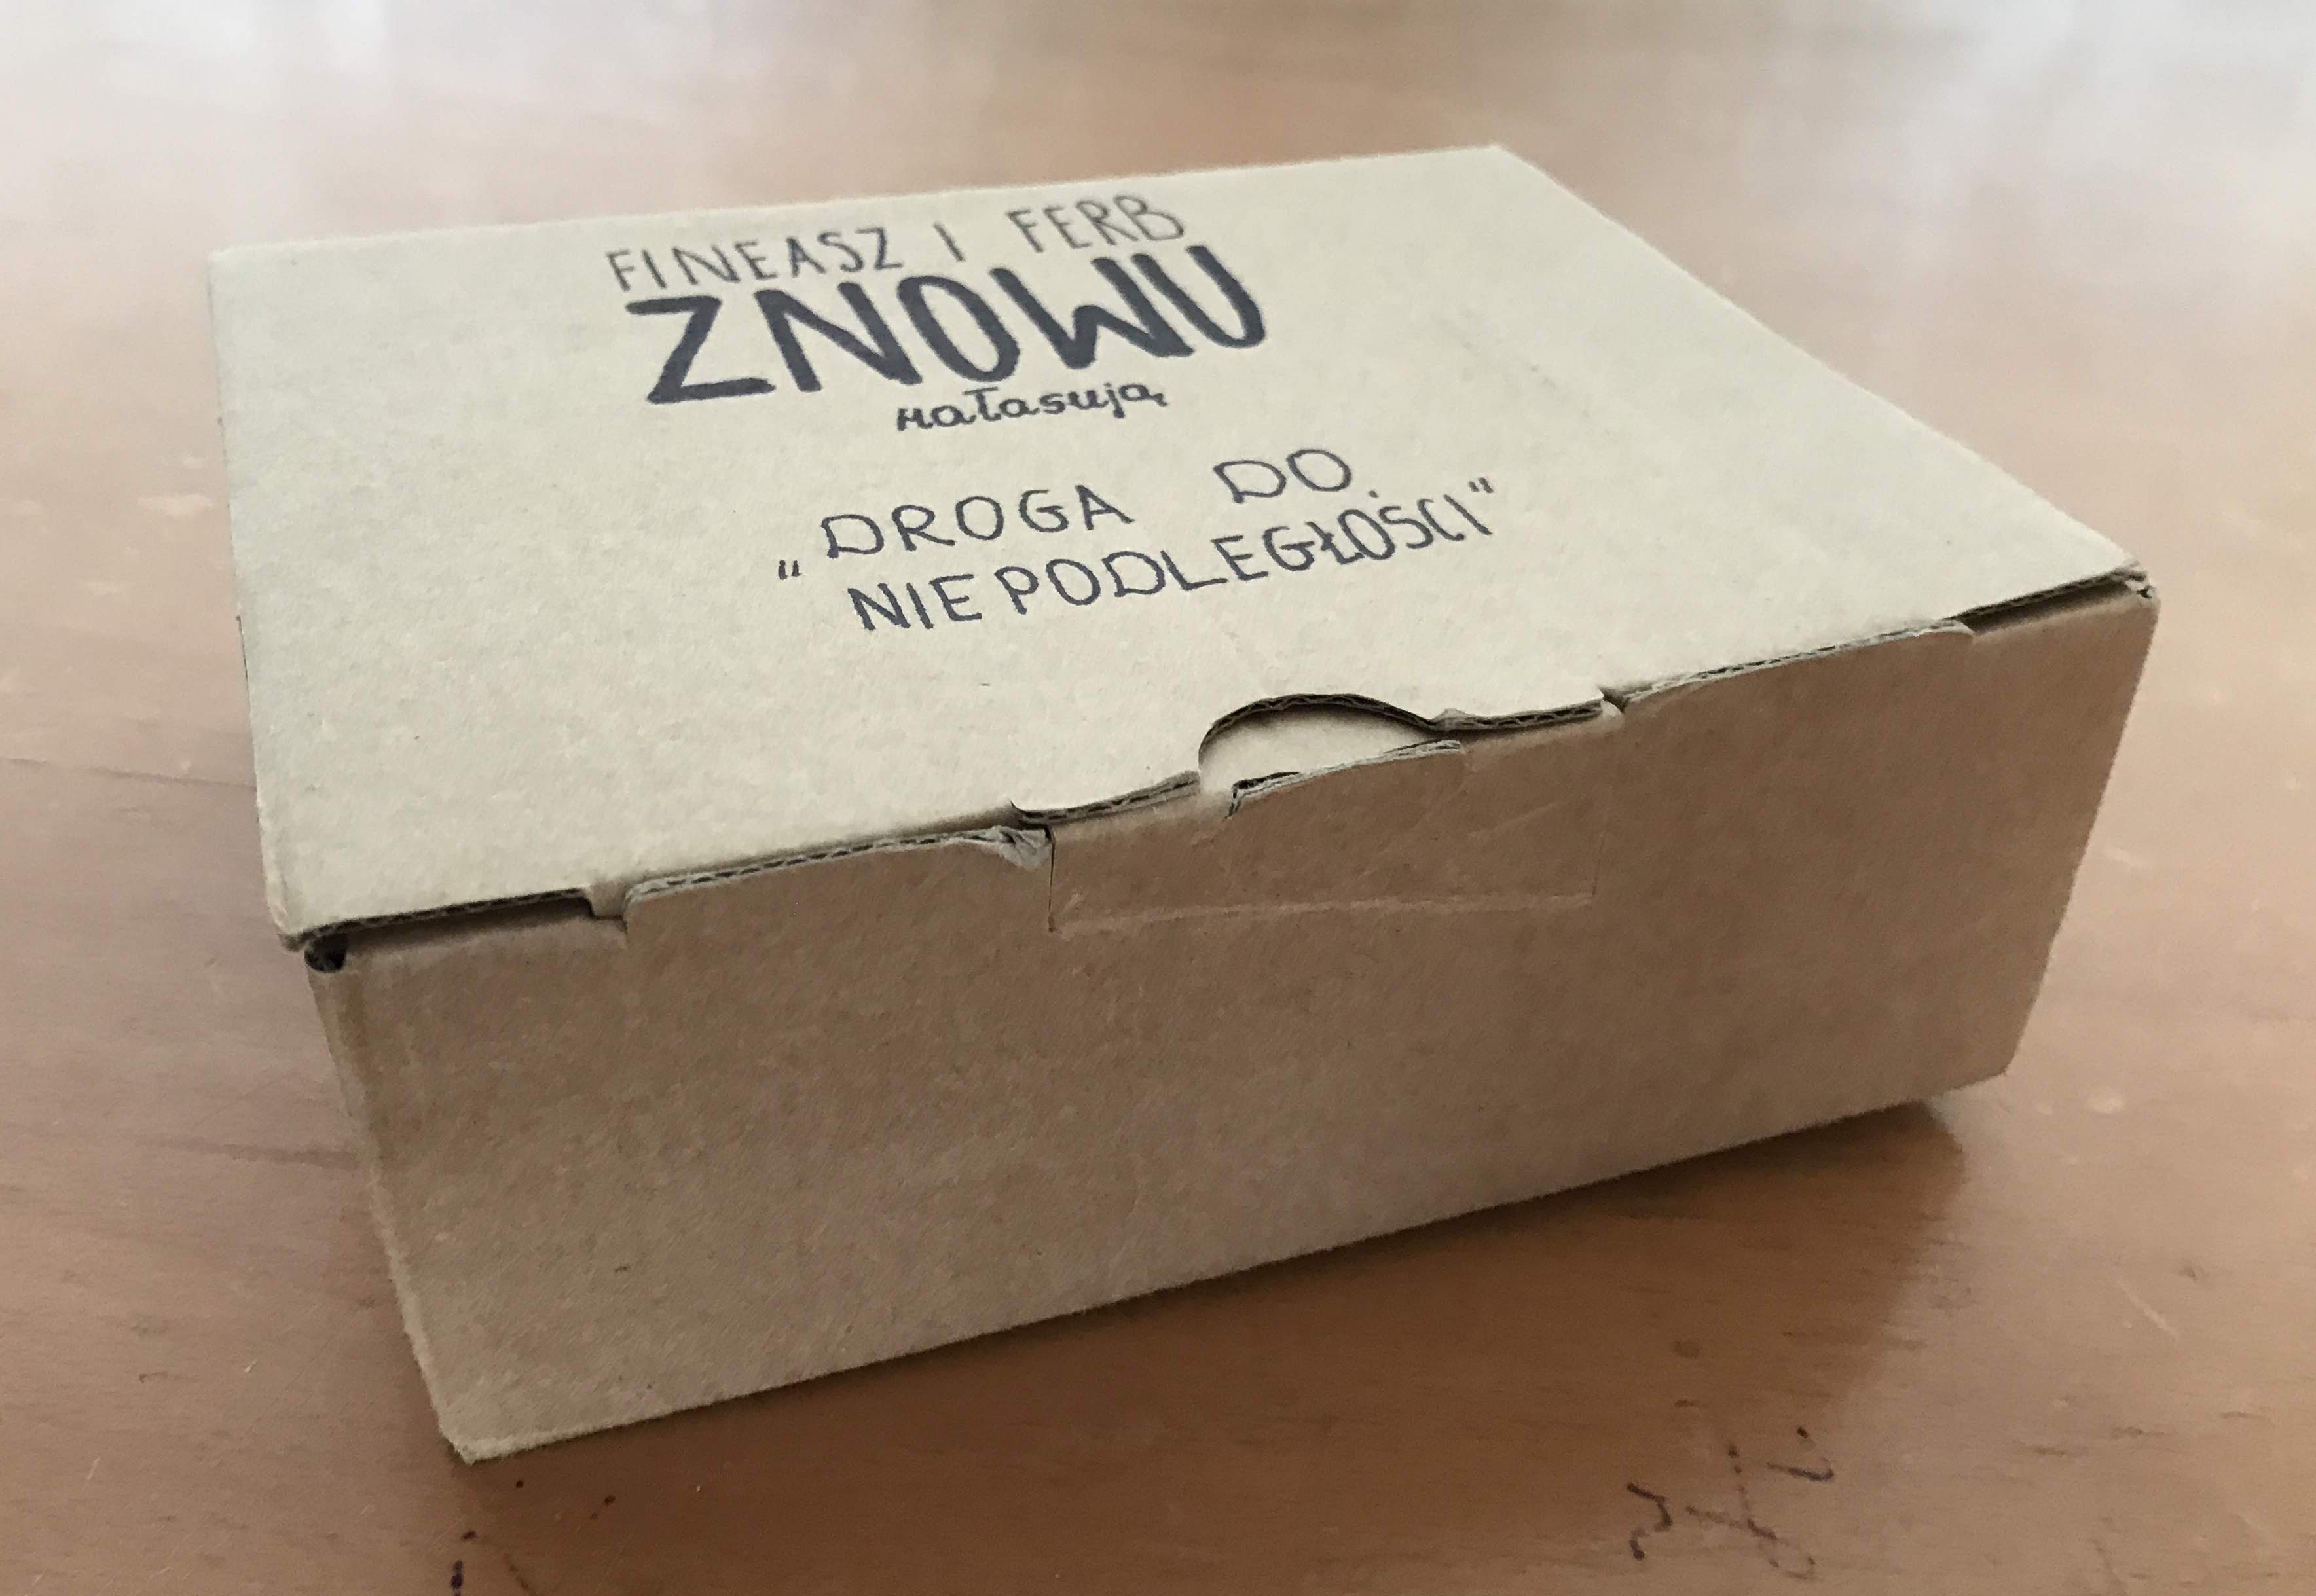 FINEASZ I FERB
ZNOWU
hałasują
„DROGA DO
NIEPODLEGŁOŚCI"